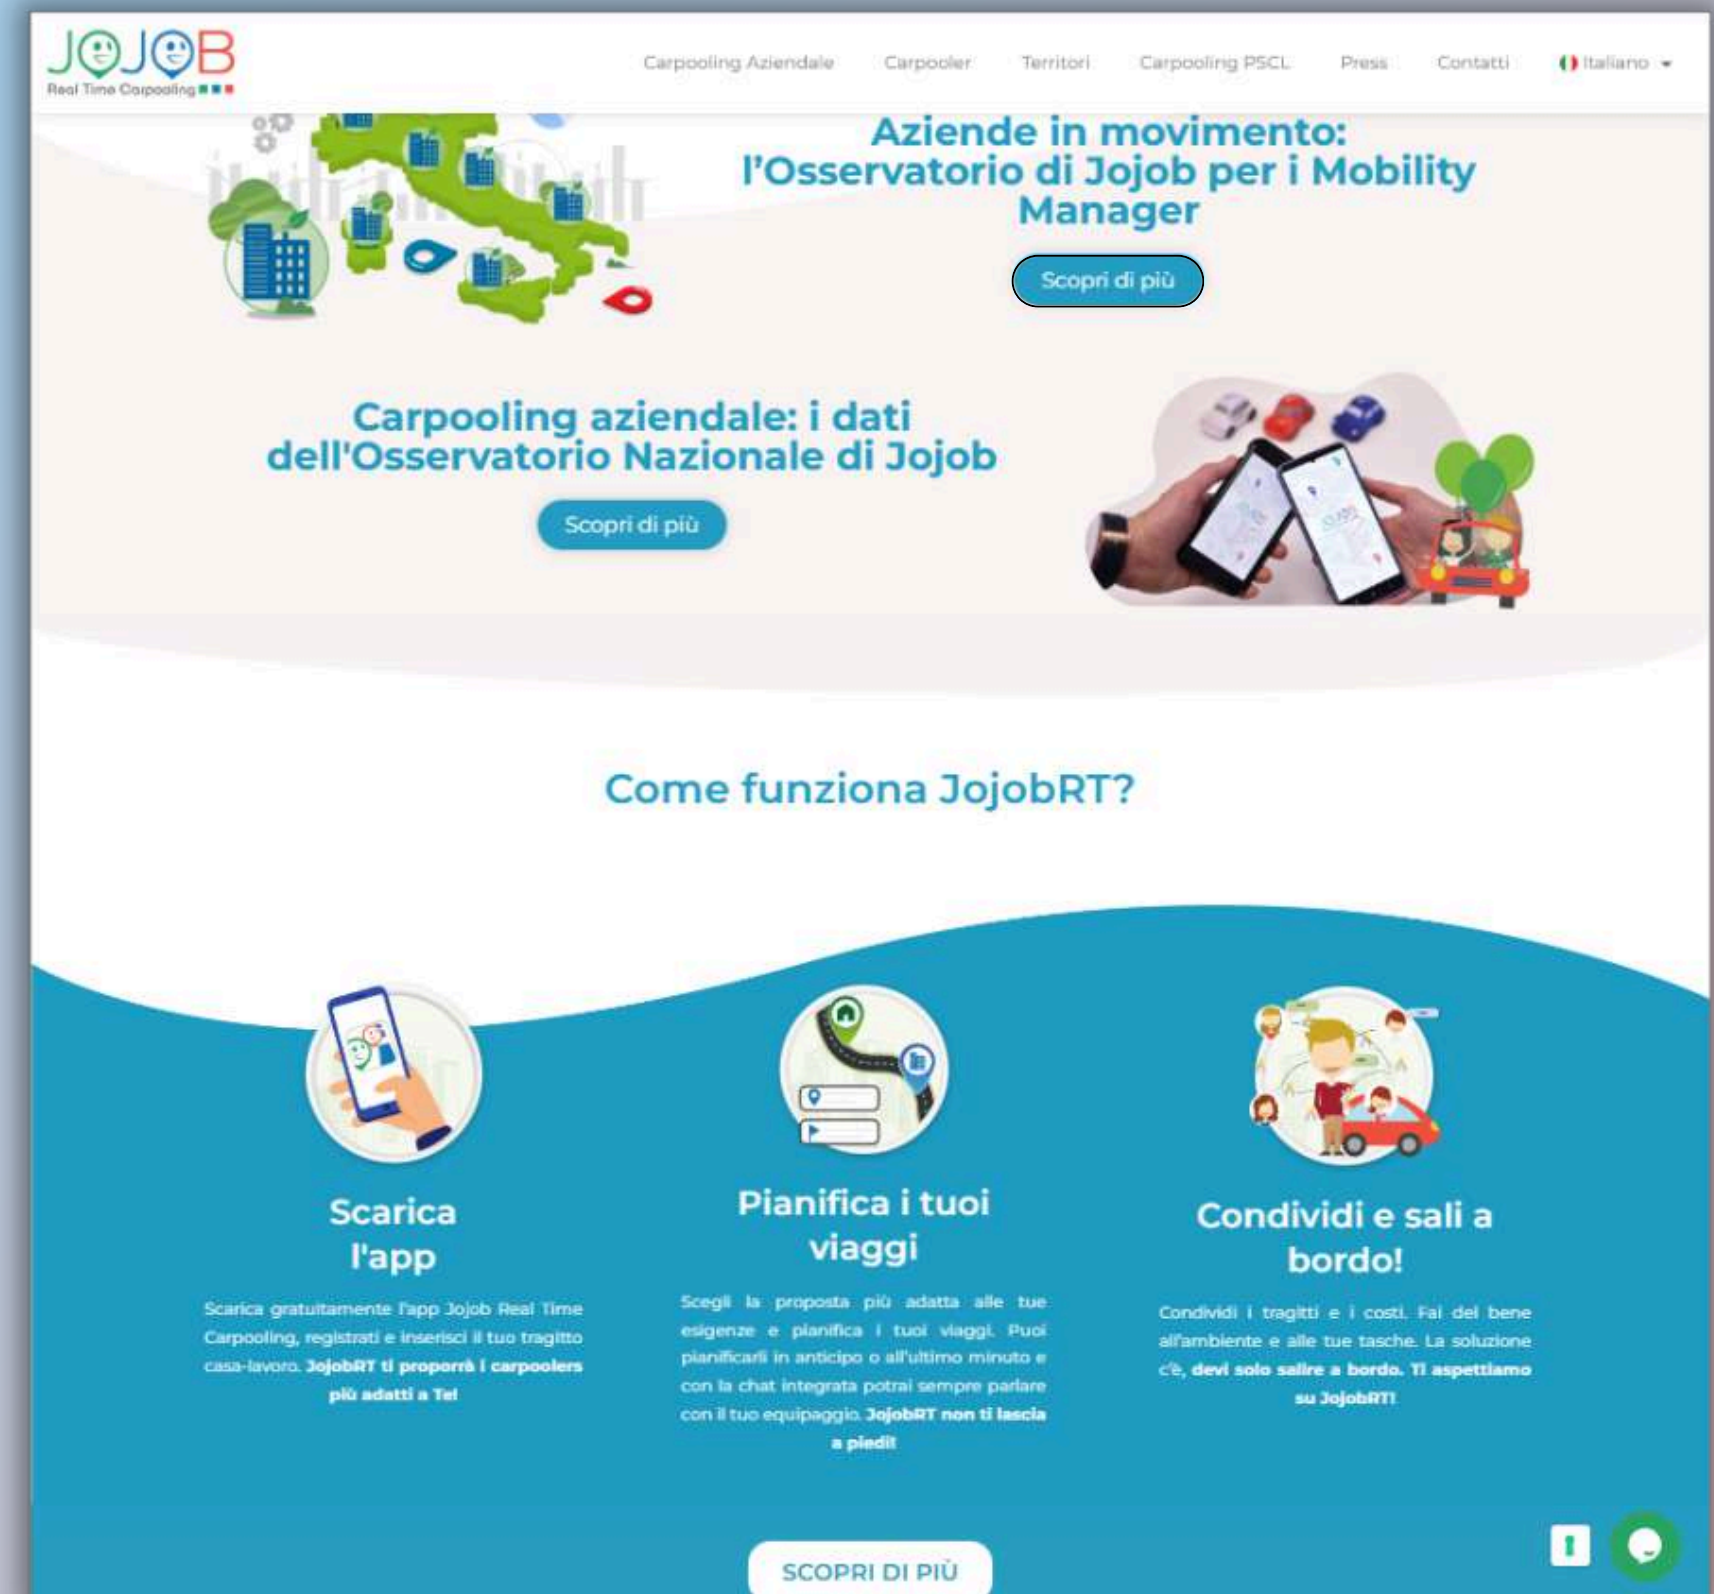 JOJOB
Real Time Carpooling
Carpooling Aziendale Carpooler Territori Carpooling PSCL Press Contatti Italiano
Aziende in movimento:
l’Osservatorio di Jojob per i Mobility
Manager
Scopri di più
Carpooling aziendale: i dati
dell'Osservatorio Nazionale di Jojob
Scopri di più
Come funziona JojobRT?
Scarica
l'app
Scarica gratuitamente l'app Jojob Real Time
Carpooling, registrati e inserisci il tuo tragitto
casa-lavoro. JojobRT ti proporrà i carpoolers
più adatti a Te!
Pianifica i tuoi
viaggi
Scegli la proposta più adatta alle tue
esigenze e pianifica i tuoi viaggi. Puoi
pianificarli in anticipo o all'ultimo minuto e
con la chat integrata potrai sempre parlare
con il tuo equipaggio. JojobRT non ti lascia
a piedi!
Condividi e sali a
bordo!
Condividi i tragitti e i costi. Fai del bene
all'ambiente e alle tue tasche. La soluzione
c'è, devi solo salire a bordo. Ti aspettiamo
su JojobRT!
SCOPRI DI PIÙ